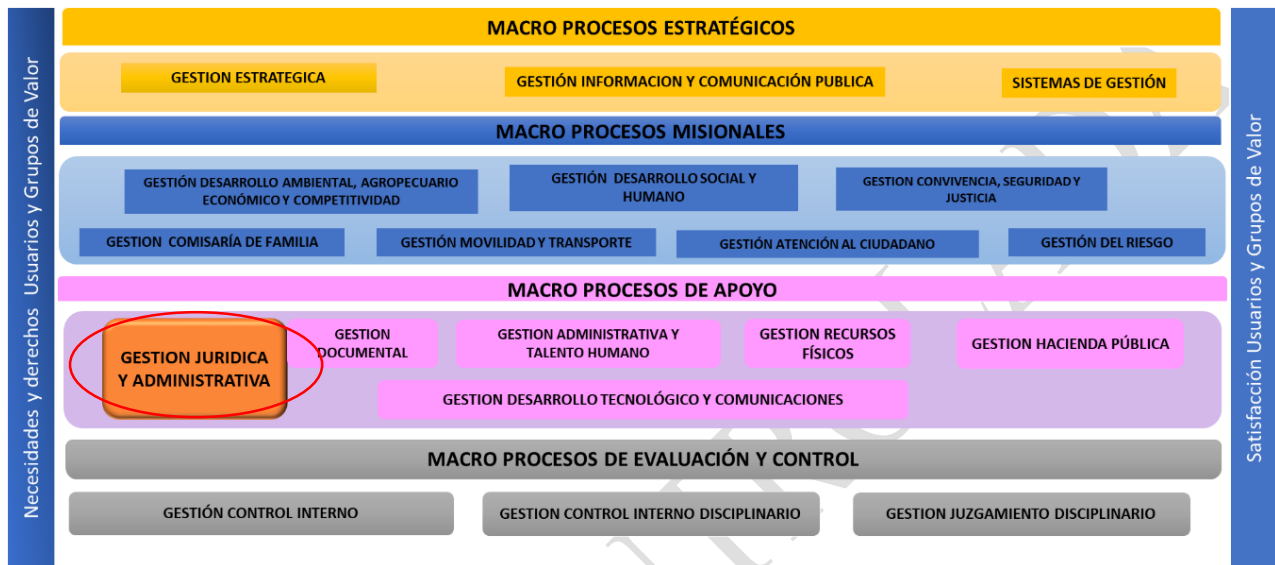 Necesidades y derechos Usuarios y Grupos de Valor
MACRO PROCESOS ESTRATÉGICOS
GESTION ESTRATEGICA
GESTIÓN INFORMACION Y COMUNICACIÓN PUBLICA
SISTEMAS DE GESTIÓN
MACRO PROCESOS MISIONALES
GESTIÓN DESARROLLO AMBIENTAL, AGROPECUARIO
ECONÓMICO Y COMPETITIVIDAD
GESTIÓN DESARROLLO SOCIAL Y
HUMANO
GESTION CONVIVENCIA, SEGURIDAD Y
JUSTICIA
GESTION COMISARÍA DE FAMILIA
GESTIÓN MOVILIDAD Y TRANSPORTE
GESTIÓN ATENCIÓN AL CIUDADANO
GESTIÓN DEL RIESGO
MACRO PROCESOS DE APOYO
GESTION JURIDICA
Y ADMINISTRATIVA
GESTION
DOCUMENTAL
GESTION ADMINISTRATIVA Y
TALENTO HUMANO
GESTION RECURSOS
FÍSICOS
GESTION HACIENDA PÚBLICA
GESTION DESARROLLO TECNOLÓGICO Y COMUNICACIONES
MACRO PROCESOS DE EVALUACIÓN Y CONTROL
GESTIÓN CONTROL INTERNO
GESTION CONTROL INTERNO DISCIPLINARIO
GESTION JUZGAMIENTO DISCIPLINARIO
Satisfacción Usuarios y Grupos de Valor